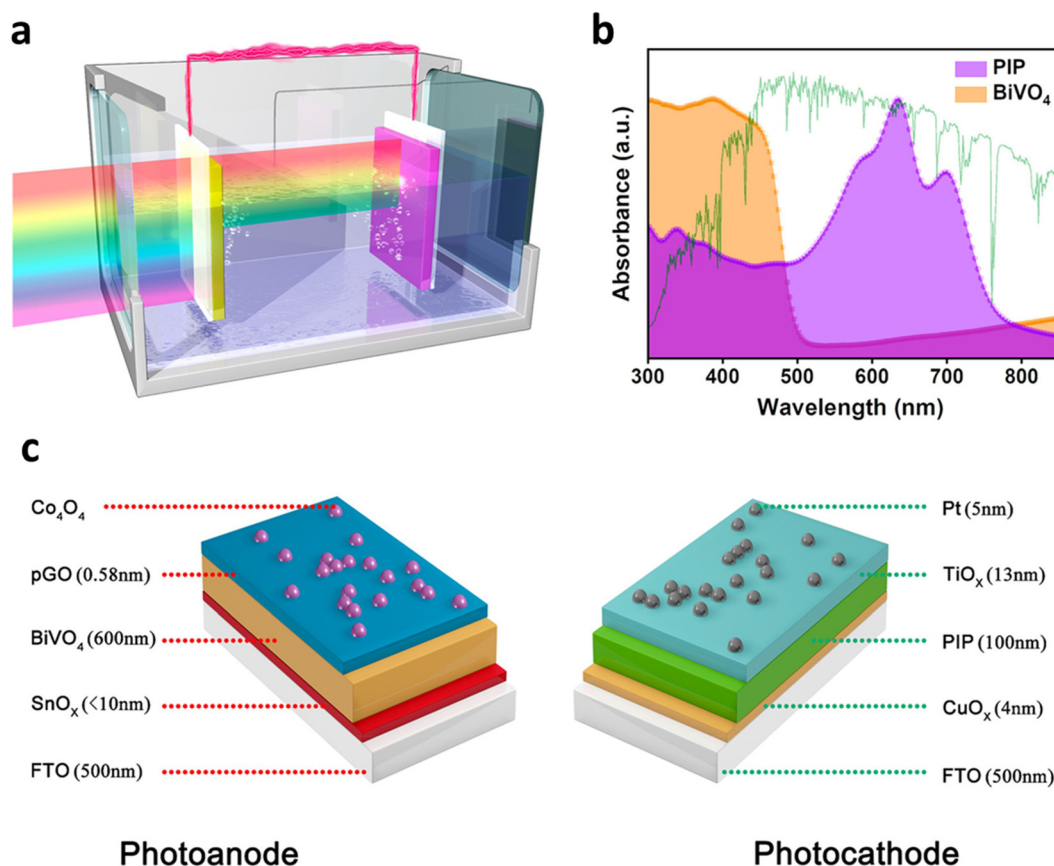 a
b
PIP
BiVO₄
Absorbance (a.u.)
300 400 500 600 700 800
Wavelength (nm)
c
Co₄O₄
pGO (0.58nm)
BiVO₄ (600nm)
SnOₓ (<10nm)
FTO (500nm)
Photoanode
Pt (5nm)
TiOₓ (13nm)
PIP (100nm)
CuOₓ (4nm)
FTO (500nm)
Photocathode